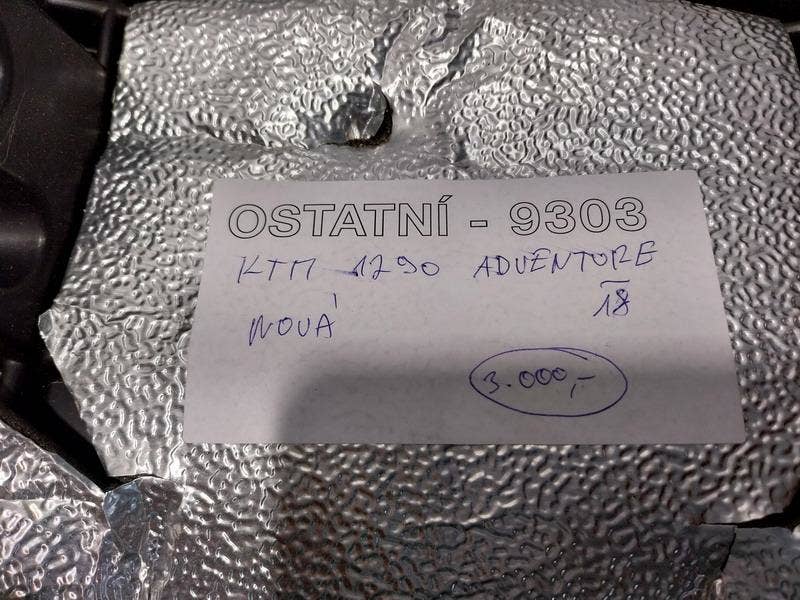 OSTATNÍ - 9303
KTM 1290 ADVENTURE
NOVÁ 18
3.000,-